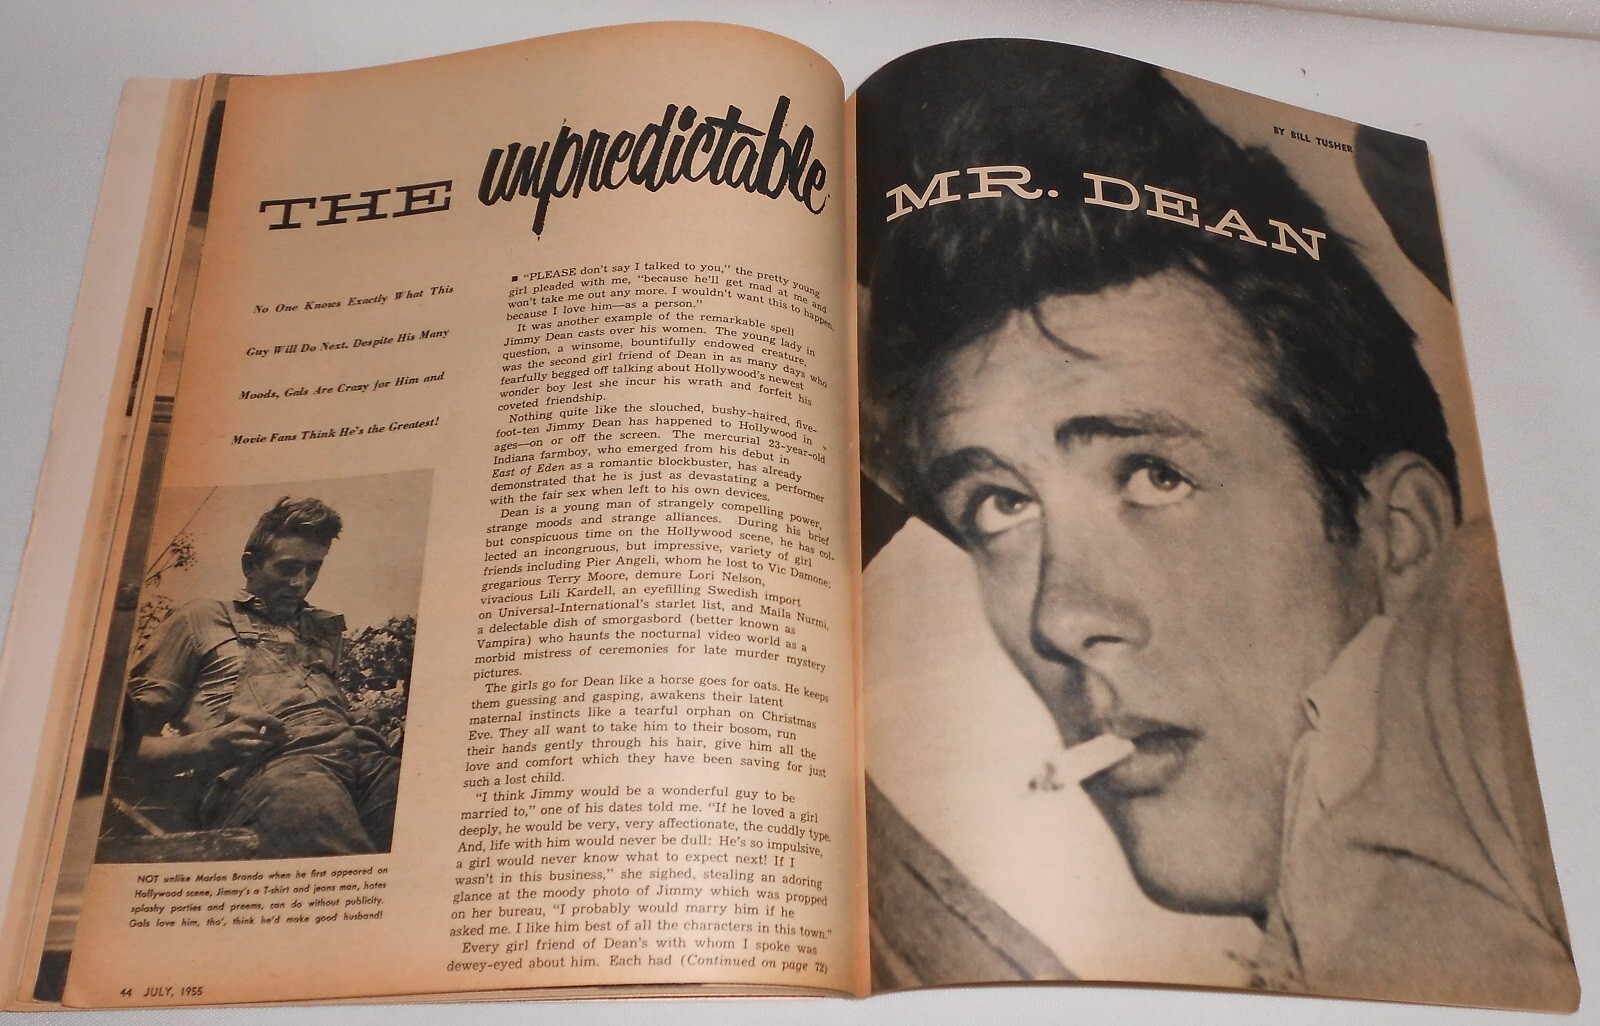 THE unpredictable MR. DEAN
BY BILL TUSHER
No One Knows Exactly What This
Guy Will Do Next. Despite His Many
Moods, Gals Are Crazy for Him and
Movie Fans Think He's the Greatest!
■ "PLEASE don't say I talked to you," the pretty young
girl pleaded with me, "because he'll get mad at me and
won't take me out any more. I wouldn't want this to happen,
because I love him—as a person."
It was another example of the remarkable spell
Jimmy Dean casts over his women. The young lady in
question, a winsome, bountifully endowed creature,
was the second girl friend of Dean in as many days who
fearfully begged off talking about Hollywood's newest
wonder boy lest she incur his wrath and forfeit his
coveted friendship.
Nothing quite like the slouched, bushy-haired, five-
foot-ten Jimmy Dean has happened to Hollywood in
ages—on or off the screen. The mercurial 23-year-old
Indiana farmboy, who emerged from his debut in
East of Eden as a romantic blockbuster, has already
demonstrated that he is just as devastating a performer
with the fair sex when left to his own devices.
Dean is a young man of strangely compelling power,
strange moods and strange alliances. During his brief
but conspicuous time on the Hollywood scene, he has col-
lected an incongruous, but impressive, variety of girl
friends including Pier Angeli, whom he lost to Vic Damone;
gregarious Terry Moore, demure Lori Nelson,
vivacious Lili Kardell, an eyefilling Swedish import
on Universal-International's starlet list, and Maila Nurmi,
a delectable dish of smorgasbord (better known as
Vampira) who haunts the nocturnal video world as a
morbid mistress of ceremonies for late murder mystery
pictures.
The girls go for Dean like a horse goes for oats. He keeps
them guessing and gasping, awakens their latent
maternal instincts like a tearful orphan on Christmas
Eve. They all want to take him to their bosom, run
their hands gently through his hair, give him all the
love and comfort which they have been saving for just
such a lost child.
"I think Jimmy would be a wonderful guy to be
married to," one of his dates told me. "If he loved a girl
deeply, he would be very, very affectionate, the cuddly type.
And, life with him would never be dull: He's so impulsive,
a girl would never know what to expect next! If I
wasn't in this business," she sighed, stealing an adoring
glance at the moody photo of Jimmy which was propped
on her bureau, "I probably would marry him if he
asked me. I like him best of all the characters in this town."
Every girl friend of Dean's with whom I spoke was
dewey-eyed about him. Each had (Continued on page 72)
NOT unlike Marlon Brando when he first appeared on
Hollywood scene, Jimmy's a T-shirt and jeans man, hates
splashy parties and preems, can do without publicity.
Gals love him, tho', think he'd make good husband!
44 JULY, 1955